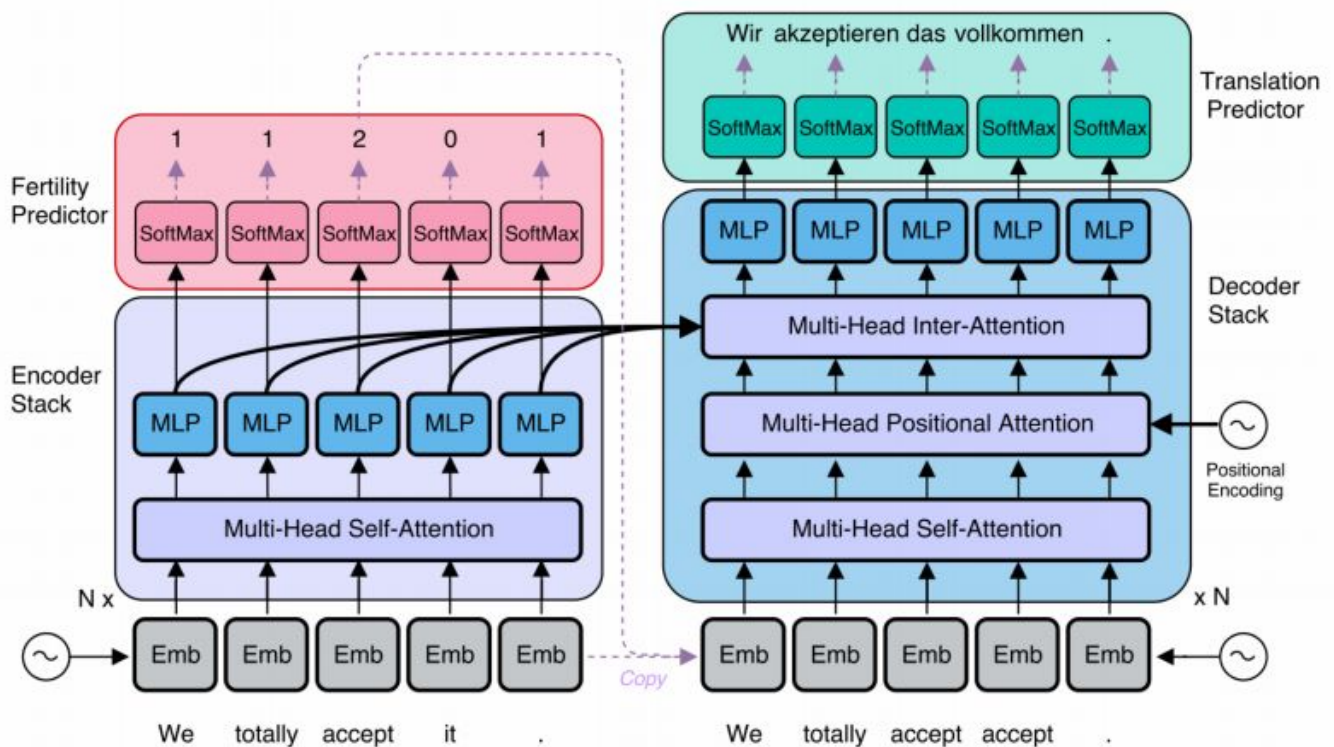 Wir akzeptieren das vollkommen .
Translation
Predictor
SoftMax SoftMax SoftMax SoftMax SoftMax
1 1 2 0 1
Fertility
Predictor
SoftMax SoftMax SoftMax SoftMax SoftMax
MLP MLP MLP MLP MLP
Decoder
Stack
Multi-Head Inter-Attention
Encoder
Stack
MLP MLP MLP MLP MLP
Multi-Head Positional Attention
Positional
Encoding
Multi-Head Self-Attention
Multi-Head Self-Attention
N x
x N
Emb Emb Emb Emb Emb
Copy
Emb Emb Emb Emb Emb
We totally accept it .
We totally accept accept .